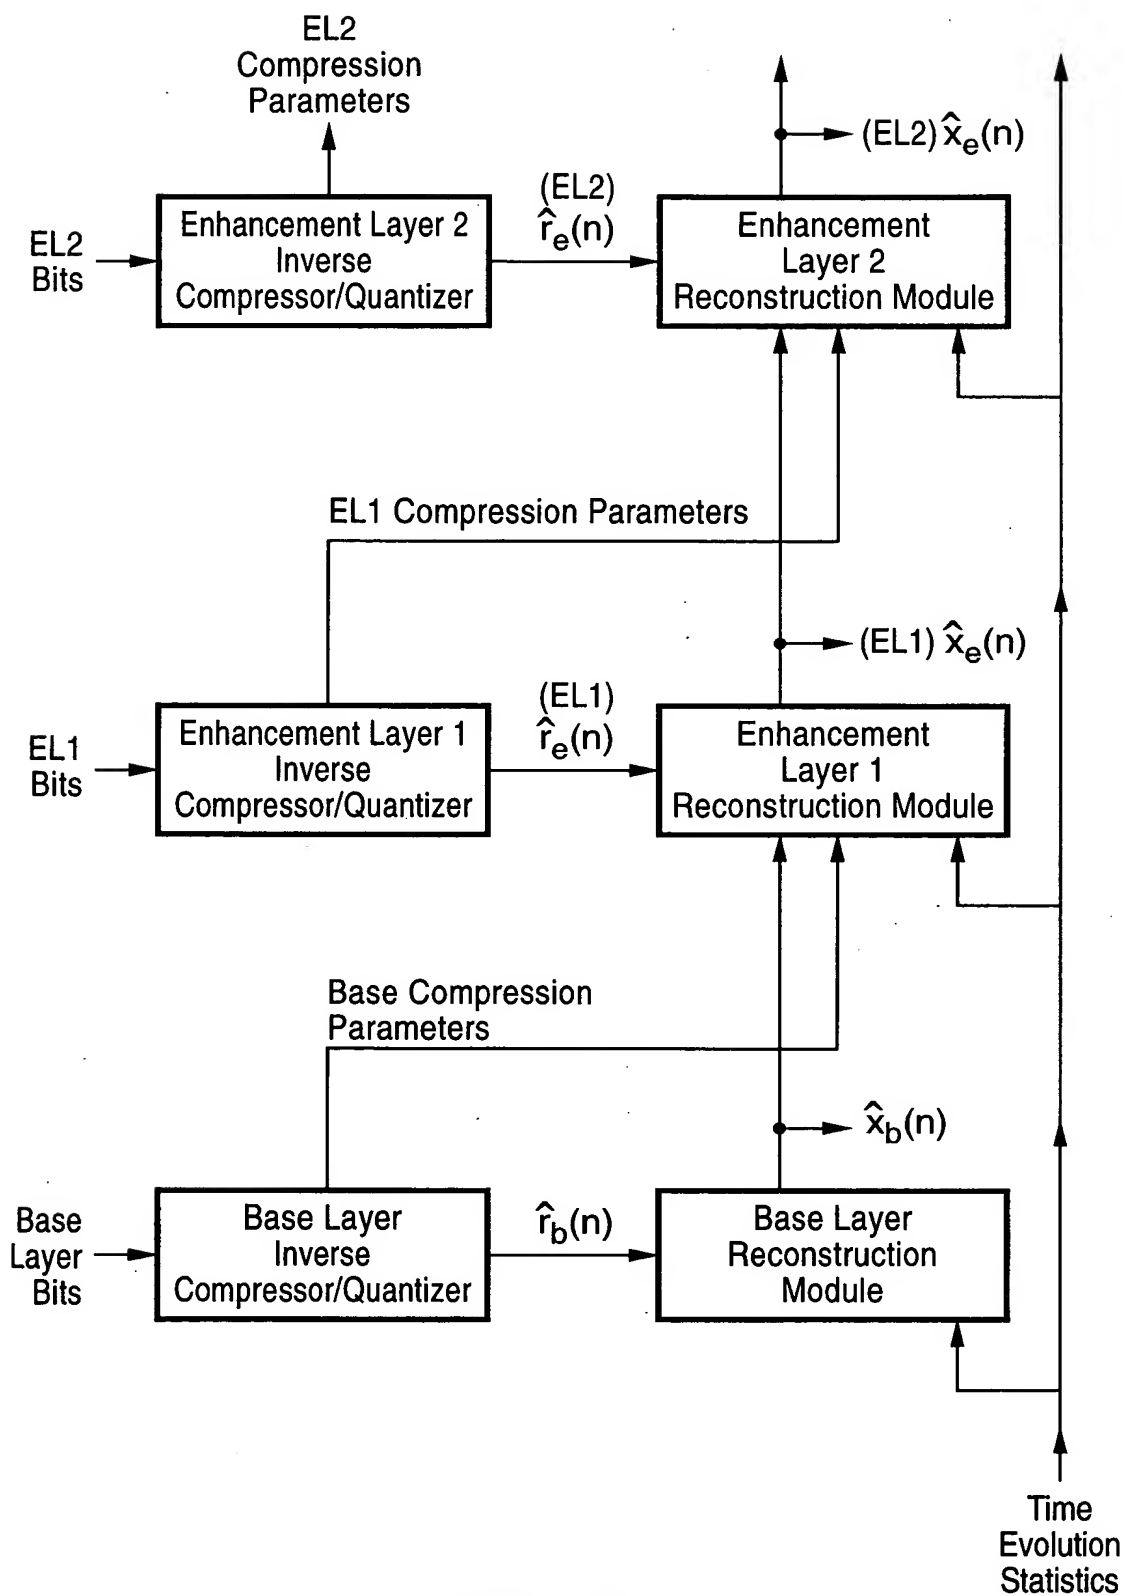 EL2
Compression
Parameters
(EL2) x̂e(n)
EL2
Bits
Enhancement Layer 2
Inverse
Compressor/Quantizer
(EL2)
r̂e(n)
Enhancement
Layer 2
Reconstruction Module
EL1 Compression Parameters
(EL1) x̂e(n)
EL1
Bits
Enhancement Layer 1
Inverse
Compressor/Quantizer
(EL1)
r̂e(n)
Enhancement
Layer 1
Reconstruction Module
Base Compression
Parameters
x̂b(n)
Base
Layer
Bits
Base Layer
Inverse
Compressor/Quantizer
r̂b(n)
Base Layer
Reconstruction
Module
Time
Evolution
Statistics